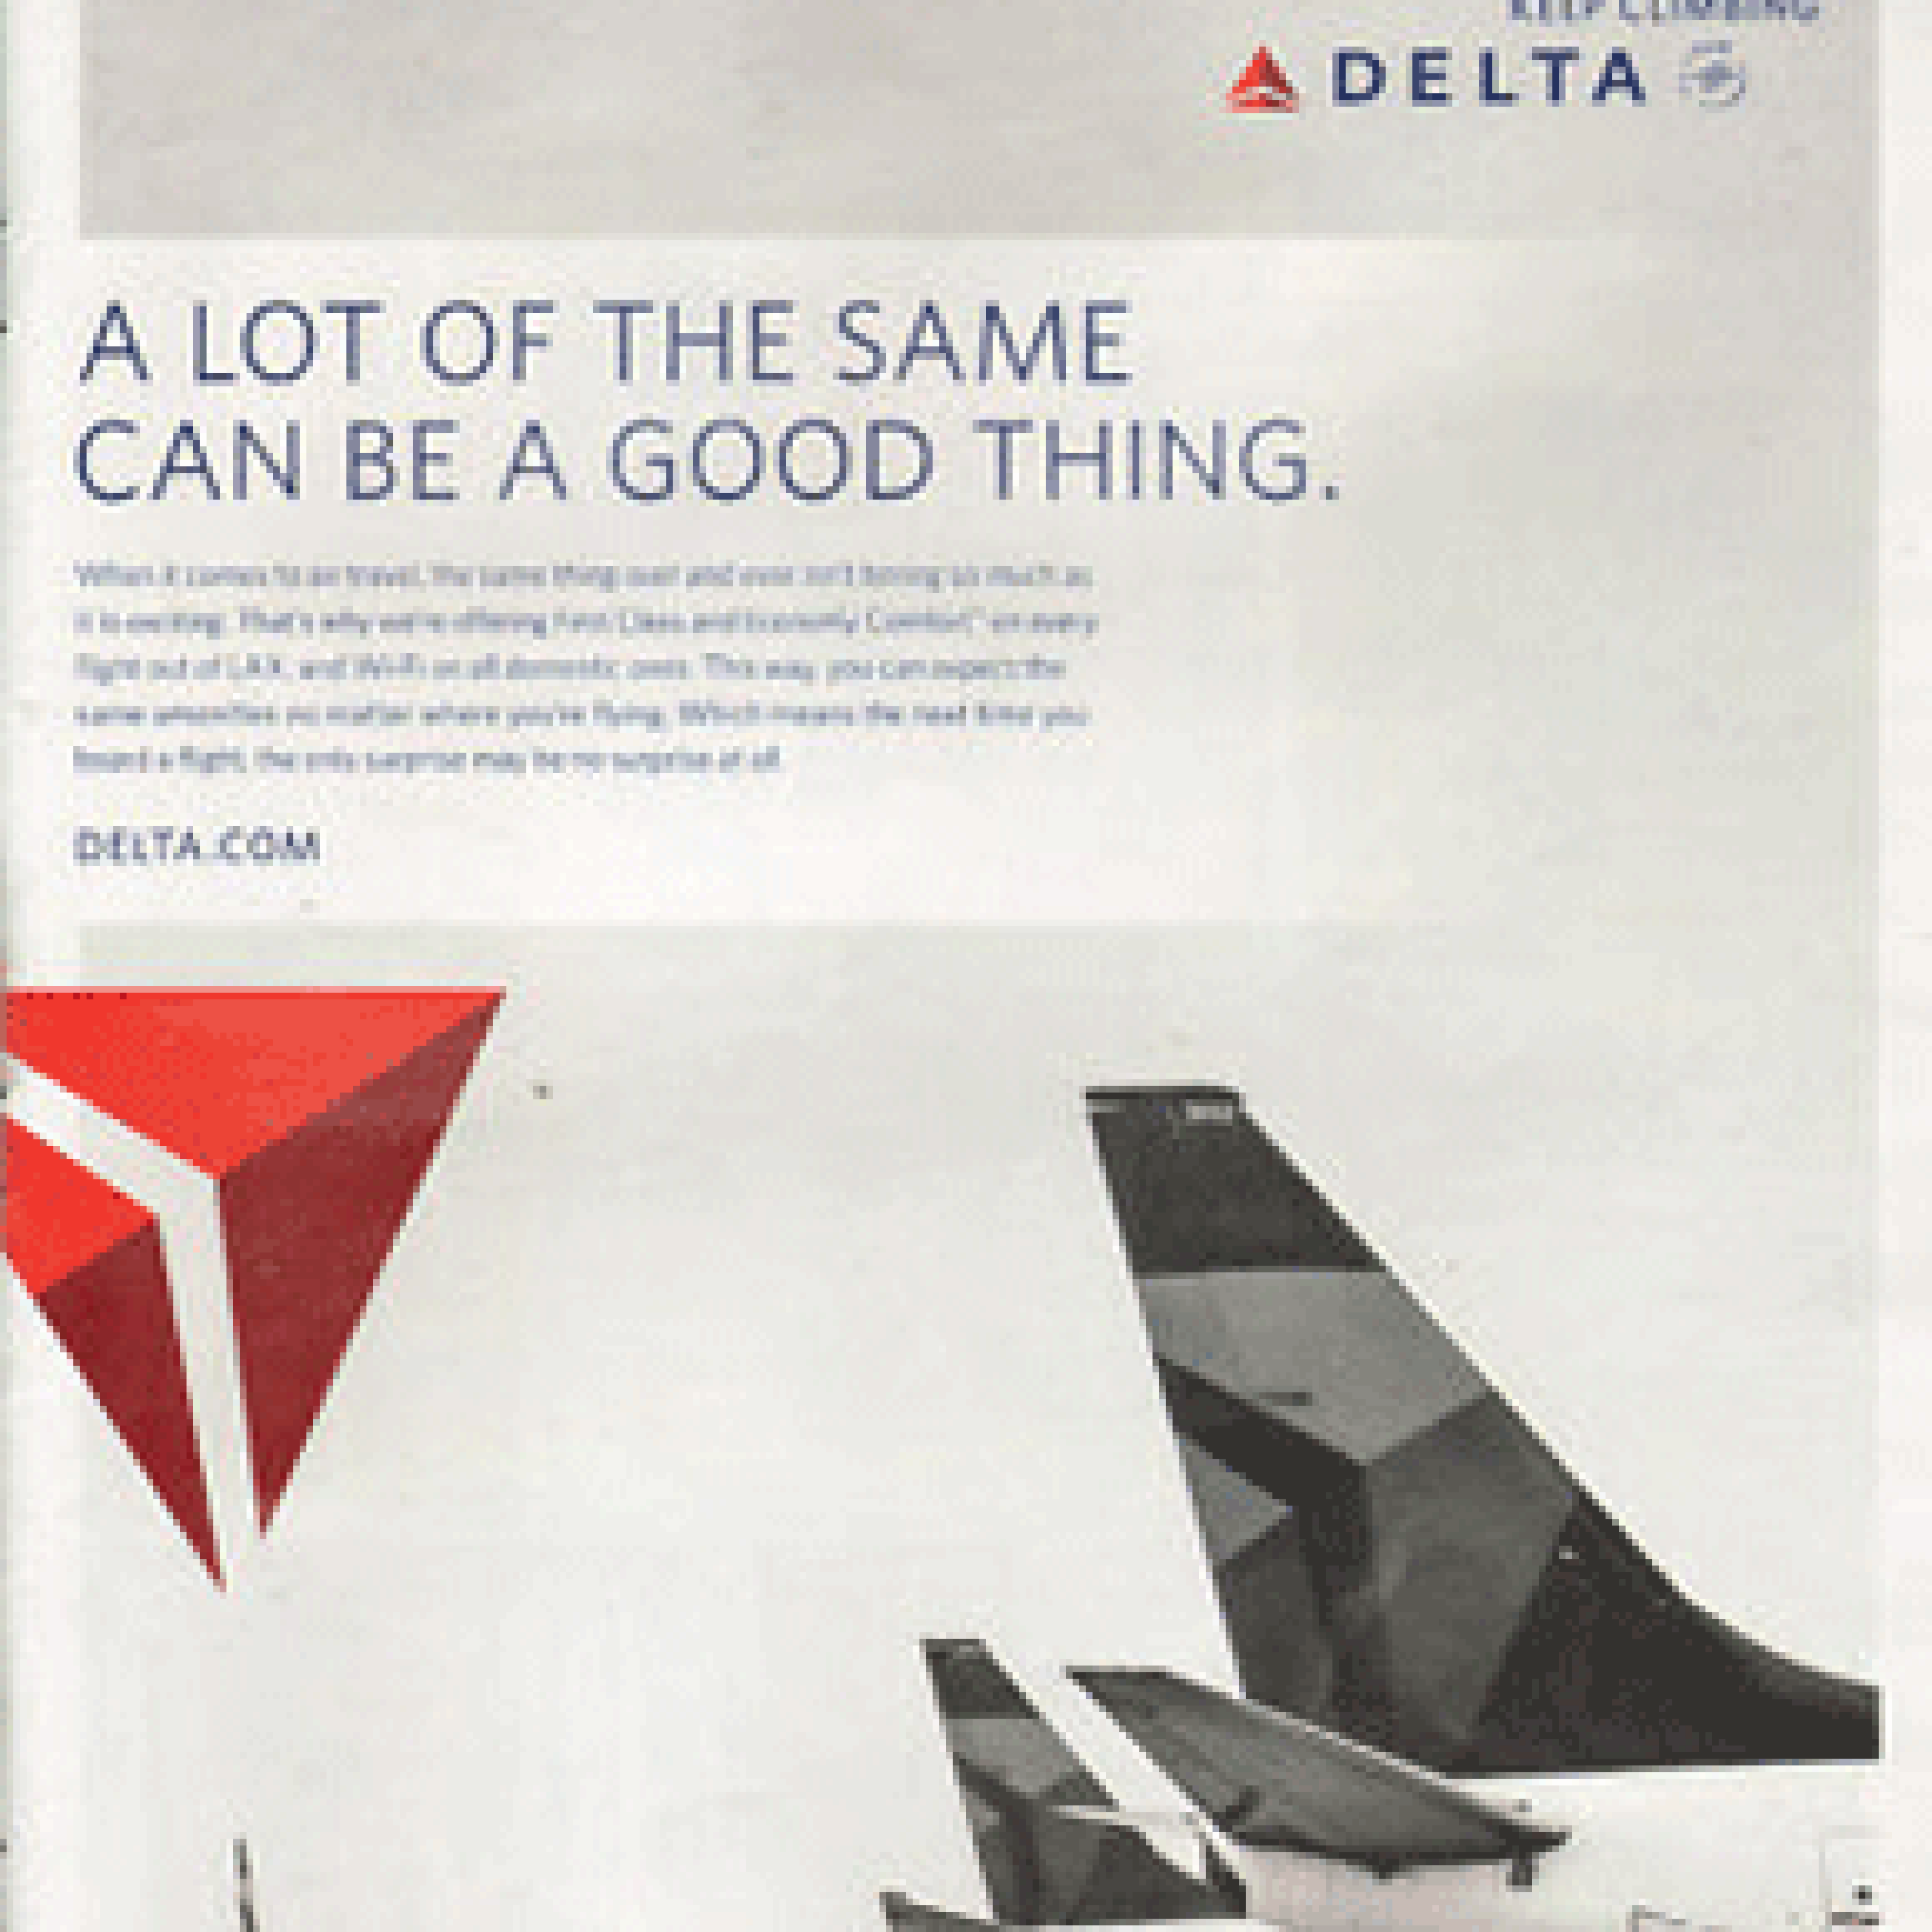 KEEP CLIMBING
DELTA
A LOT OF THE SAME
CAN BE A GOOD THING.
When it comes to air travel, the same thing over and over isn't boring so much as
it is exciting. That's why we're offering First Class and Economy Comfort™ on every
flight out of LAX, and Wi-Fi on all domestic ones. This way, you can expect the
same amenities no matter where you're flying. Which means the next time you
board a flight, the only surprise may be no surprise at all.
DELTA.COM